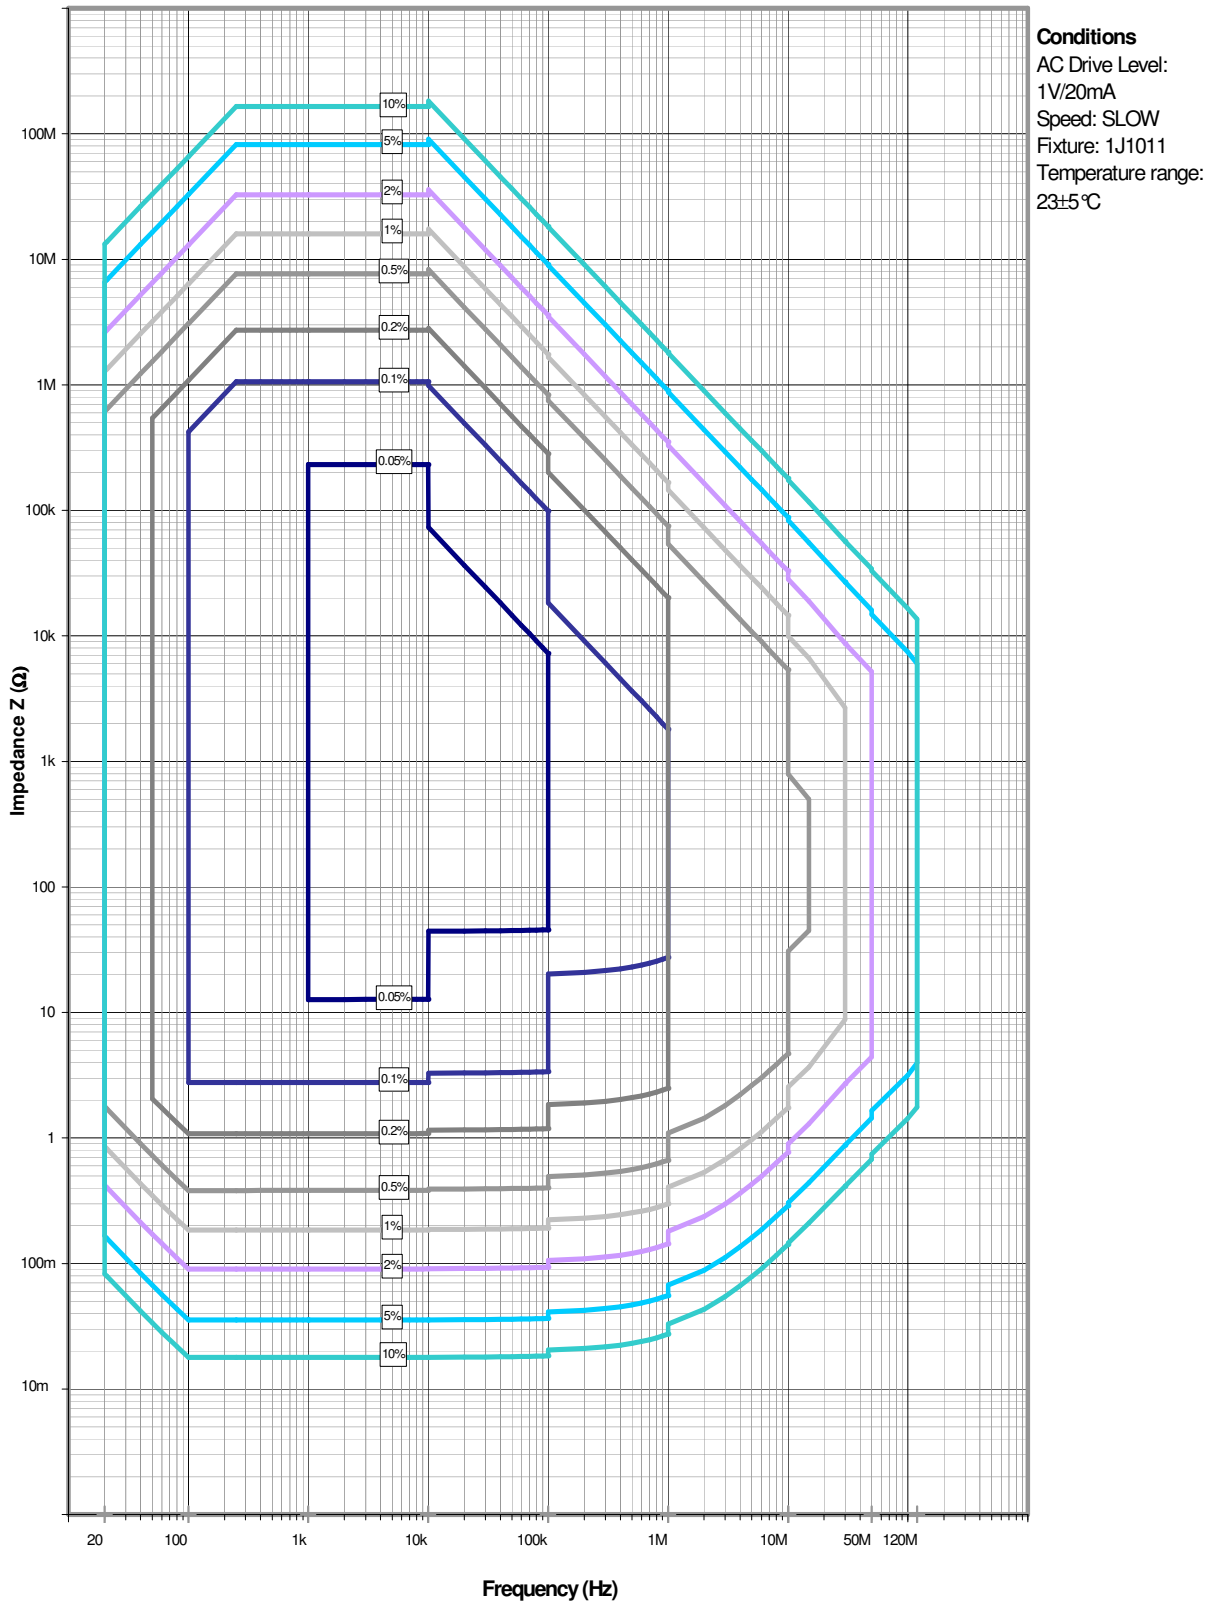 Conditions
AC Drive Level:
1V/20mA
Speed: SLOW
Fixture: 1J1011
Temperature range:
23±5°C
10%
100M
5%
2%
1%
10M
0.5%
0.2%
0.1%
1M
0.05%
100k
10k
Impedance Z (Ω)
1k
100
0.05%
10
0.1%
0.2%
1
0.5%
1%
2%
100m
5%
10%
10m
20 100 1k 10k 100k 1M 10M 50M 120M
Frequency (Hz)